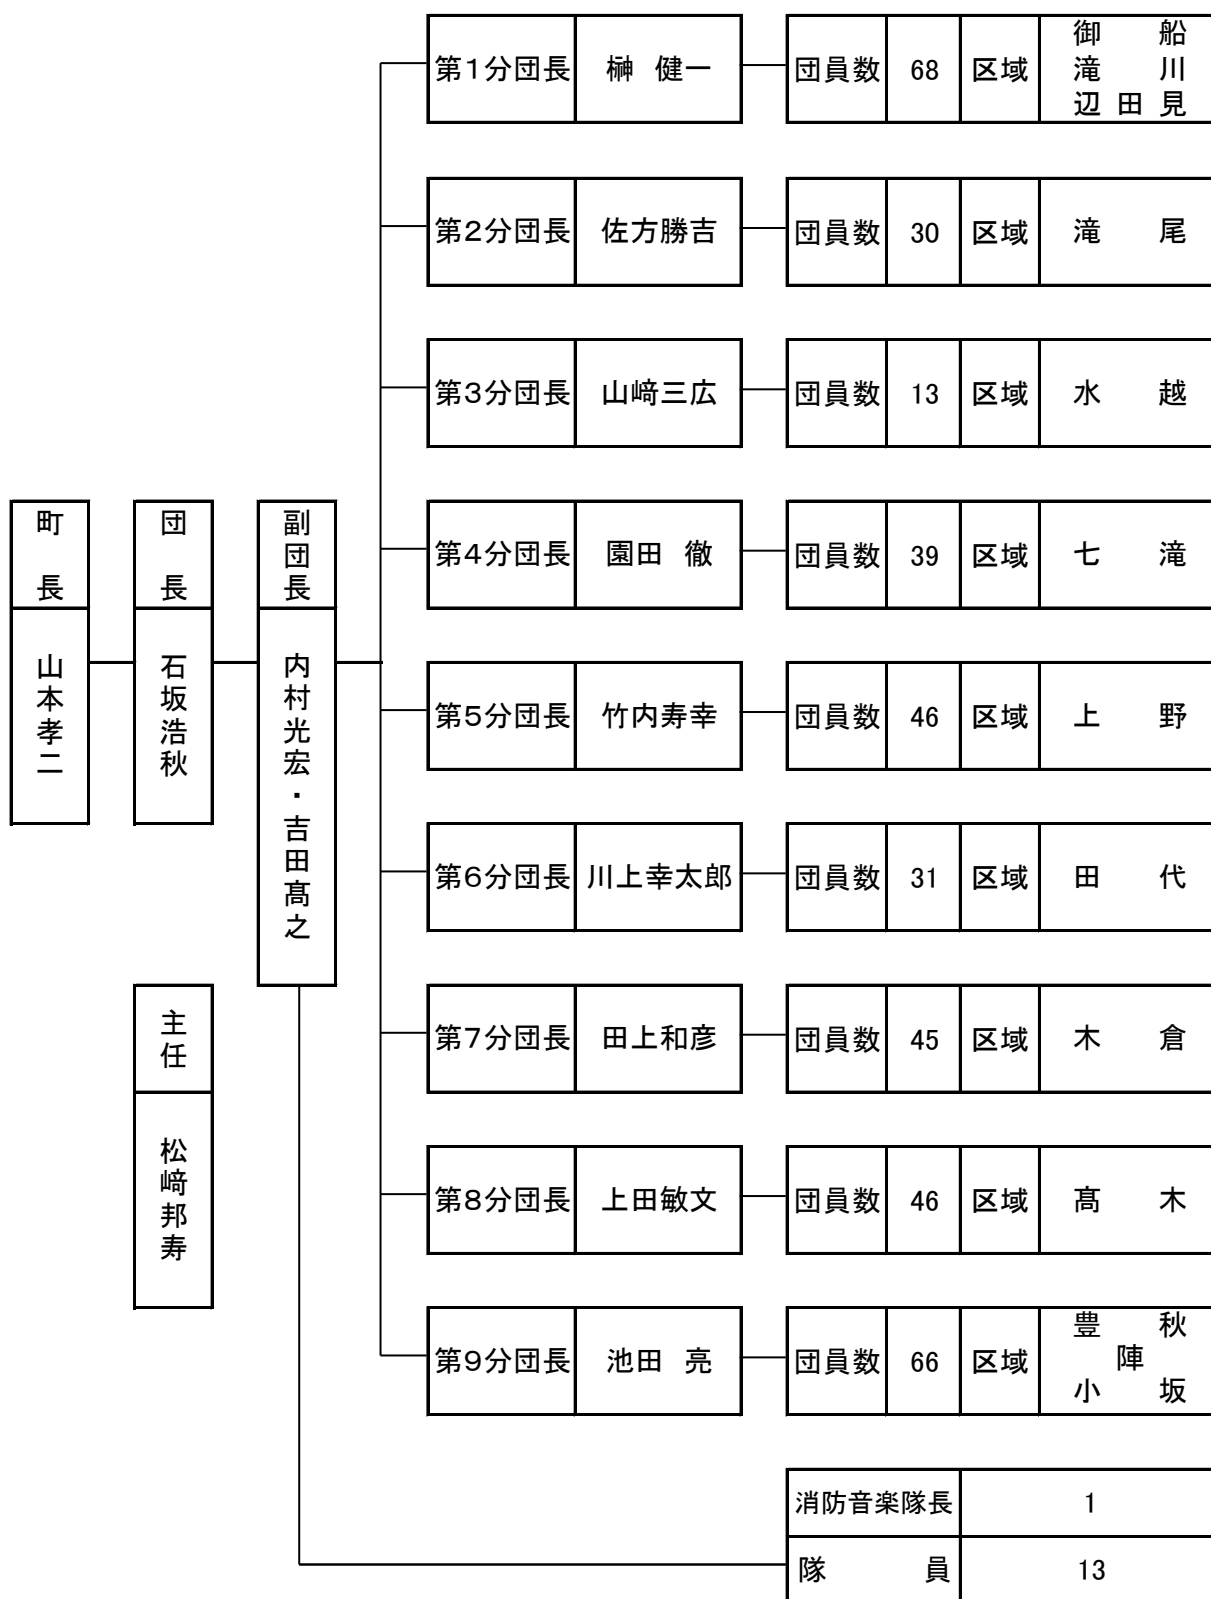 第1分団長 榊 健一 団員数 68 区域 御船
滝川
辺田見
第2分団長 佐方勝吉 団員数 30 区域 滝尾
第3分団長 山﨑三広 団員数 13 区域 水越
町長
山本孝二
団長
石坂浩秋
副団長
内村光宏・吉田髙之
第4分団長 園田 徹 団員数 39 区域 七滝
第5分団長 竹内寿幸 団員数 46 区域 上野
第6分団長 川上幸太郎 団員数 31 区域 田代
主任
松﨑邦寿
第7分団長 田上和彦 団員数 45 区域 木倉
第8分団長 上田敏文 団員数 46 区域 髙木
第9分団長 池田 亮 団員数 66 区域 豊秋
陣
小坂
消防音楽隊長 1
隊員 13